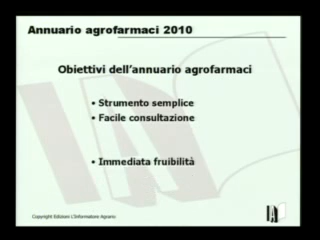 Annuario agrofarmaci 2010
Obiettivi dell'annuario agrofarmaci
• Strumento semplice
• Facile consultazione
• Immediata fruibilità
Copyright Edizioni L'Informatore Agrario